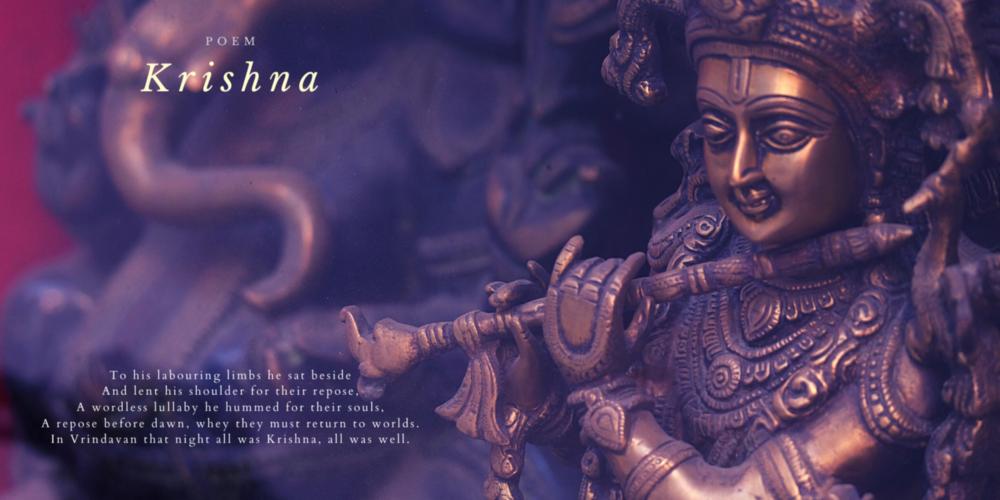 POEM
Krishna
To his labouring limbs he sat beside
And lent his shoulder for their repose,
A wordless lullaby he hummed for their souls,
A repose before dawn, whey they must return to worlds.
In Vrindavan that night all was Krishna, all was well.